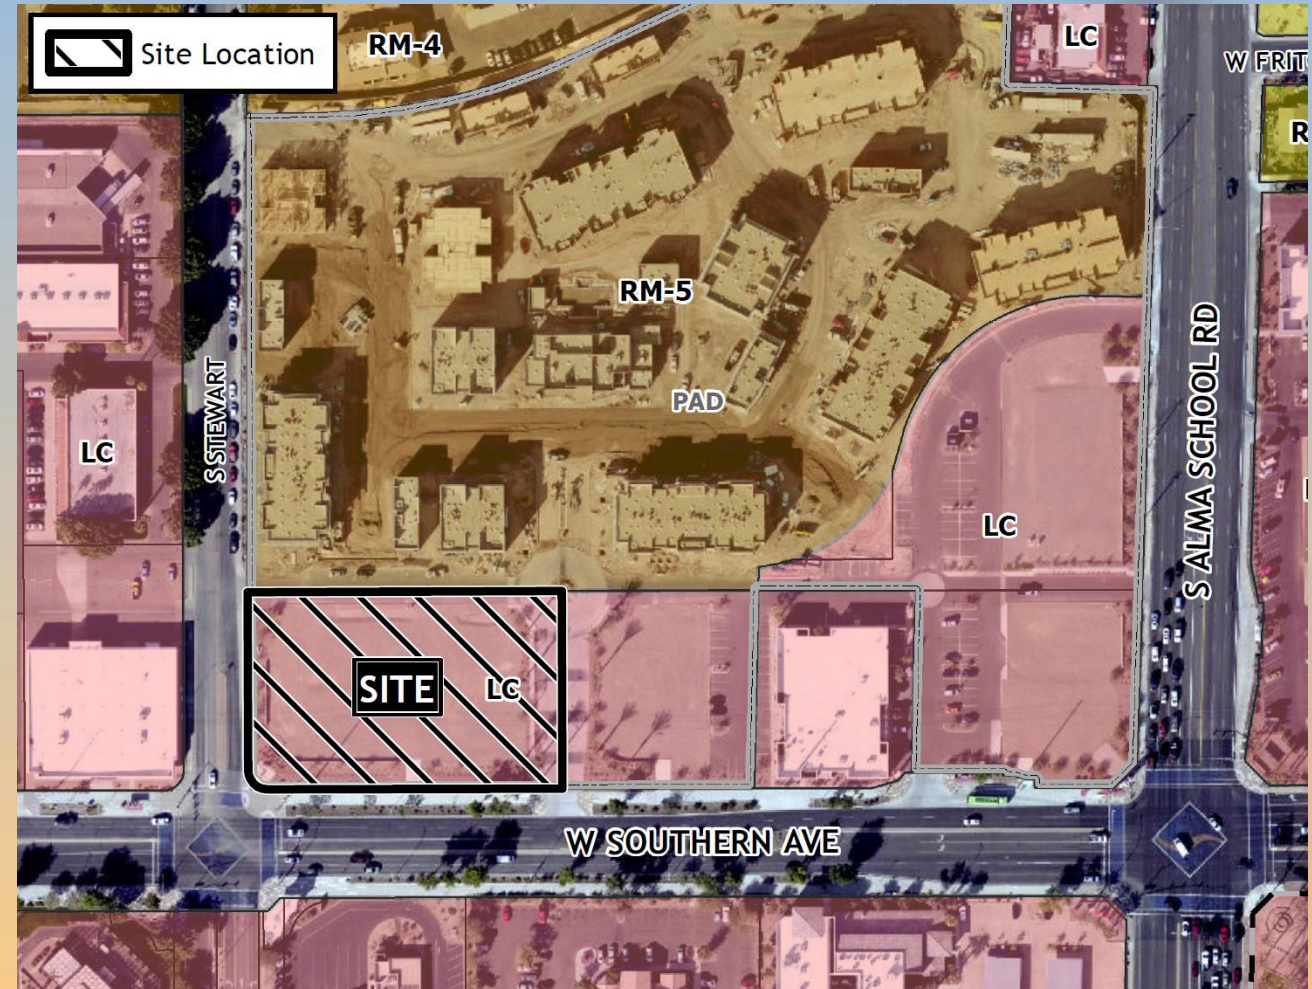 Site Location
RM-4
LC
W FRIT
R
RM-5
PAD
S STEWART
LC
S ALMA SCHOOL RD
LC
SITE
LC
W SOUTHERN AVE